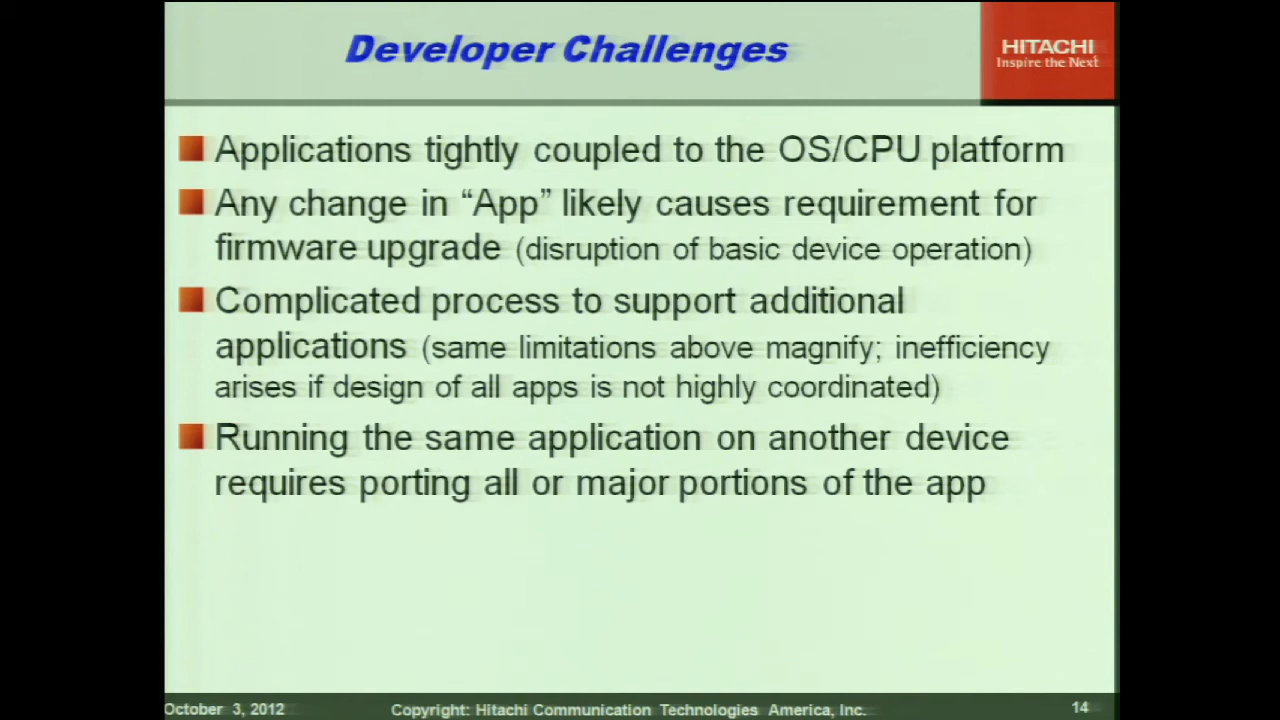 Developer Challenges
HITACHI
Inspire the Next
Applications tightly coupled to the OS/CPU platform
Any change in “App” likely causes requirement for
firmware upgrade (disruption of basic device operation)
Complicated process to support additional
applications (same limitations above magnify; inefficiency
arises if design of all apps is not highly coordinated)
Running the same application on another device
requires porting all or major portions of the app
October 3, 2012
Copyright: Hitachi Communication Technologies America, Inc.
14